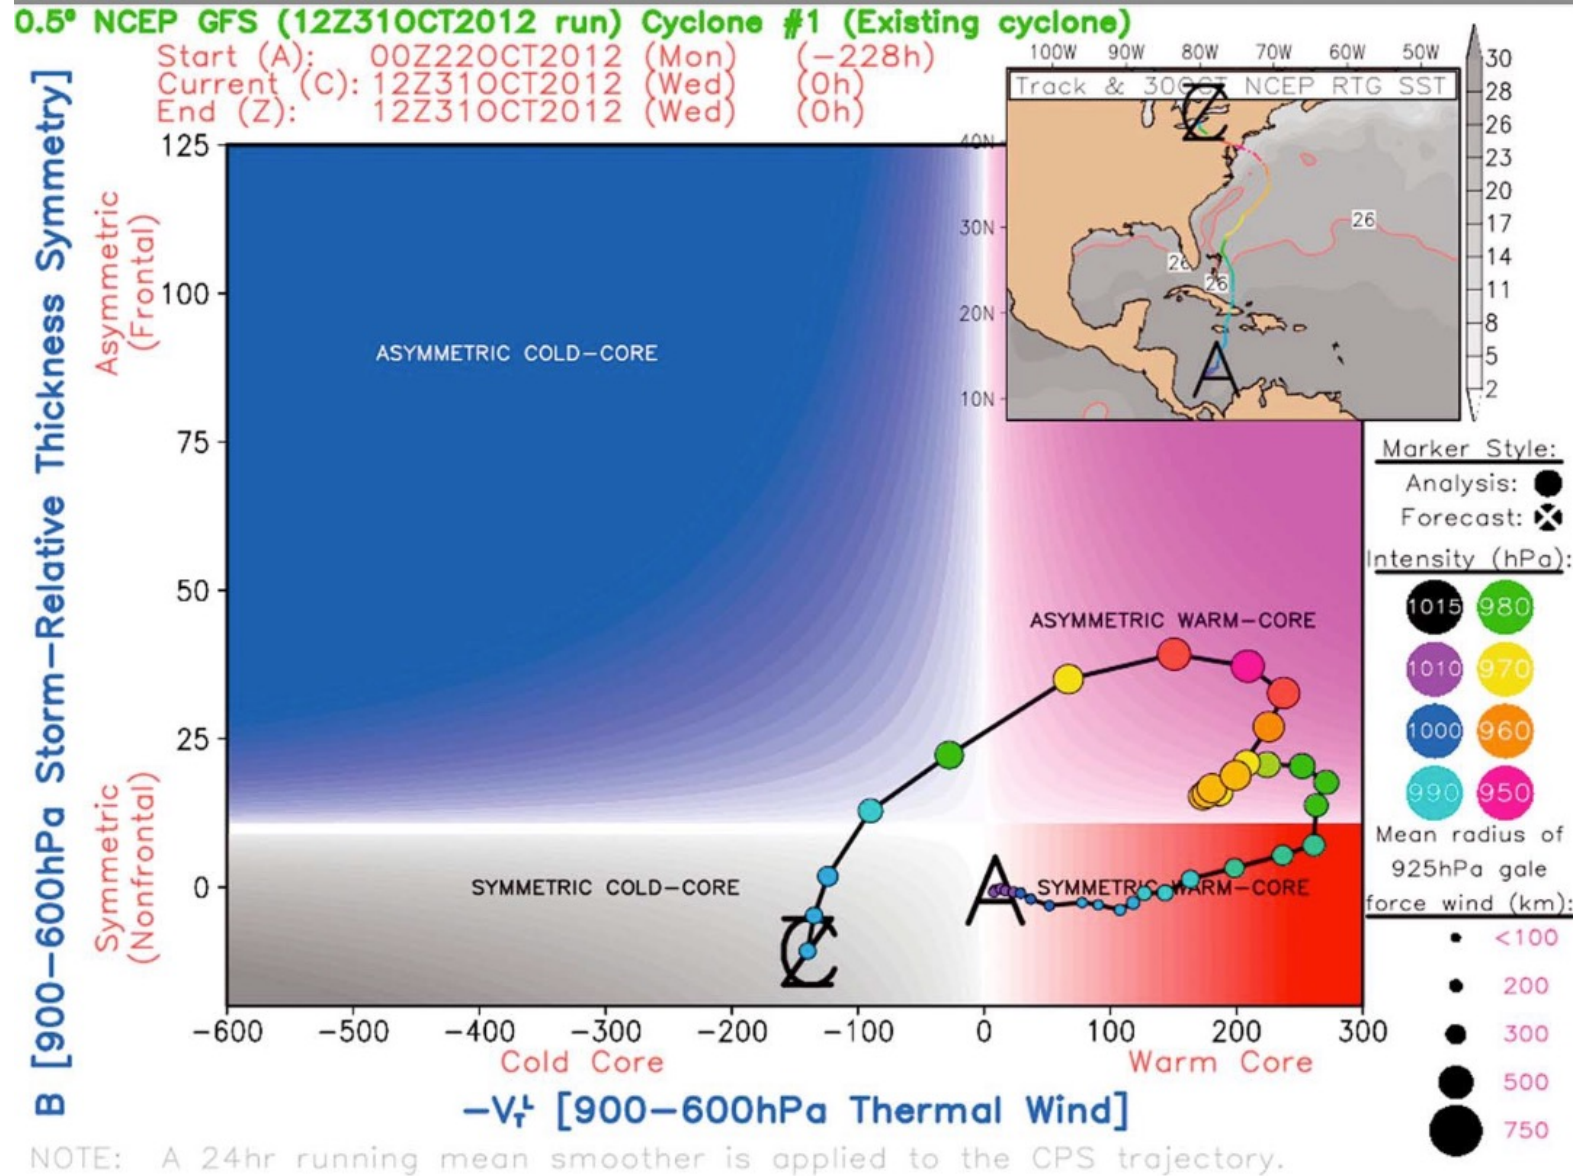 0.5° NCEP GFS (12Z31OCT2012 run) Cyclone #1 (Existing cyclone)
Start (A): 00Z22OCT2012 (Mon) (−228h)
Current (C): 12Z31OCT2012 (Wed) (0h)
End (Z): 12Z31OCT2012 (Wed) (0h)
B [900−600hPa Storm−Relative Thickness Symmetry]
Asymmetric
(Frontal)
Symmetric
(Nonfrontal)
125
100
75
50
25
0
ASYMMETRIC COLD−CORE
ASYMMETRIC WARM−CORE
SYMMETRIC COLD−CORE
SYMMETRIC WARM−CORE
A
C
Z
−600 −500 −400 −300 −200 −100 0 100 200 300
Cold Core Warm Core
−V_T^L [900−600hPa Thermal Wind]
NOTE: A 24hr running mean smoother is applied to the CPS trajectory.
100W 90W 80W 70W 60W 50W
Track & 30OCT NCEP RTG SST
C
Z
A
40N
30N
20N
10N
26
26
26
30
28
26
23
20
17
14
11
8
5
2
Marker Style:
Analysis:
Forecast:
Intensity (hPa):
1015 980
1010 970
1000 960
990 950
Mean radius of
925hPa gale
force wind (km):
<100
200
300
500
750